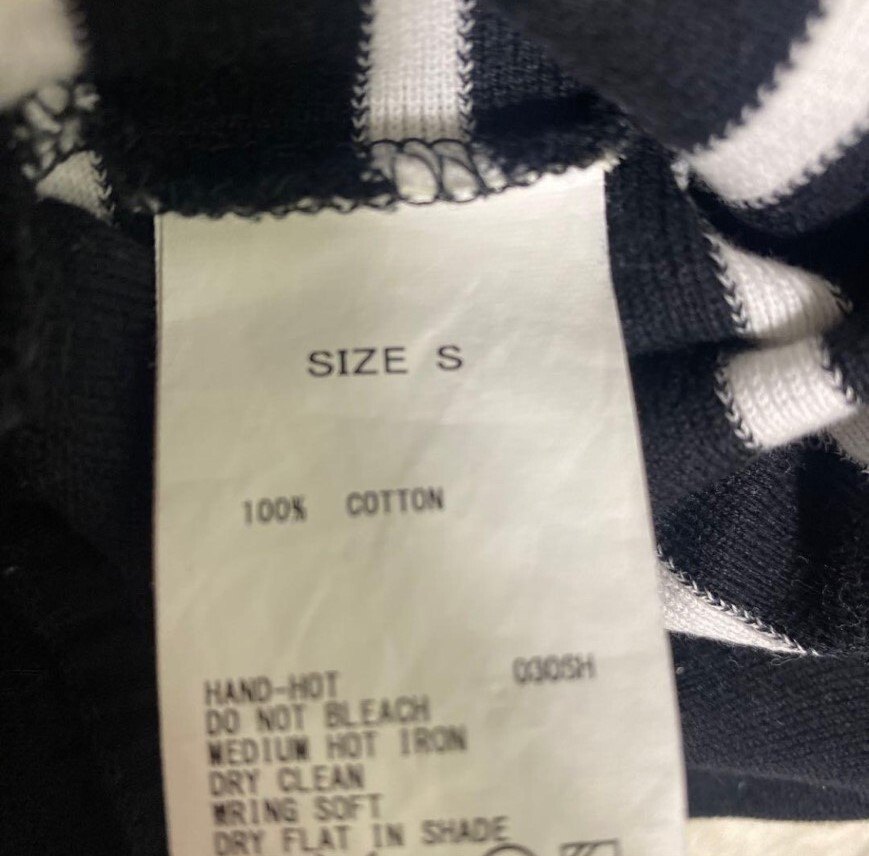 SIZE S
100% COTTON
0305H
HAND-HOT
DO NOT BLEACH
MEDIUM HOT IRON
DRY CLEAN
WRING SOFT
DRY FLAT IN SHADE